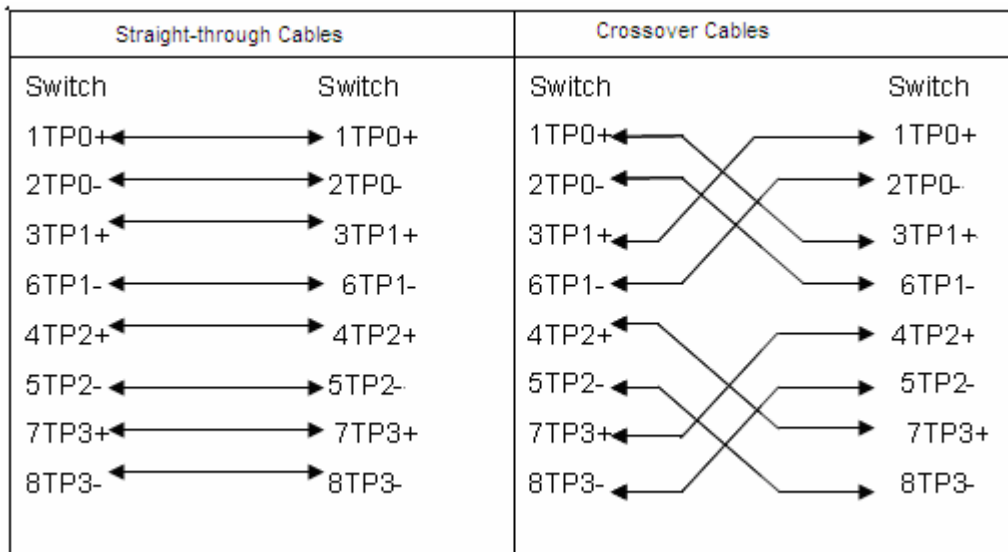 Straight-through Cables Crossover Cables
Switch Switch Switch Switch
1TP0+ 1TP0+ 1TP0+ 1TP0+
2TP0- 2TP0- 2TP0- 2TP0-
3TP1+ 3TP1+ 3TP1+ 3TP1+
6TP1- 6TP1- 6TP1- 6TP1-
4TP2+ 4TP2+ 4TP2+ 4TP2+
5TP2- 5TP2- 5TP2- 5TP2-
7TP3+ 7TP3+ 7TP3+ 7TP3+
8TP3- 8TP3- 8TP3- 8TP3-